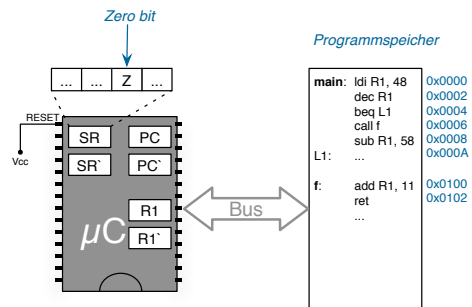 Zero bit
Programmspeicher
... ... Z ...
RESET
Vcc
SR PC
SR` PC`
R1
µC
R1`
Bus
main: ldi R1, 48 0x0000
dec R1 0x0002
beq L1 0x0004
call f 0x0006
sub R1, 58 0x0008
L1: ... 0x000A
f: add R1, 11 0x0100
ret 0x0102
...